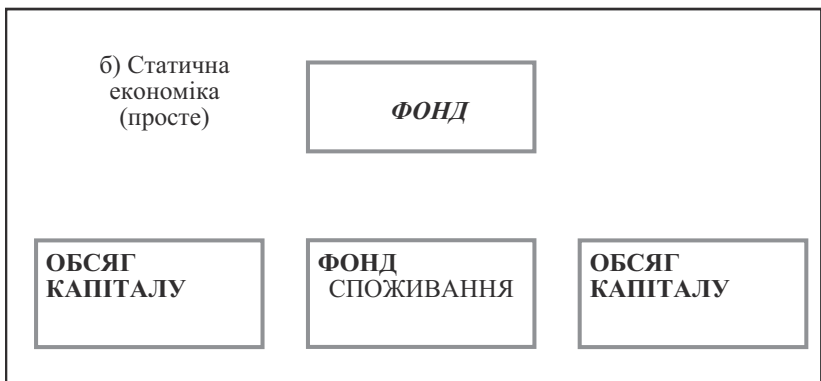 б) Статична
економіка
(просте)
ФОНД
ОБСЯГ
КАПІТАЛУ
ФОНД
СПОЖИВАННЯ
ОБСЯГ
КАПІТАЛУ